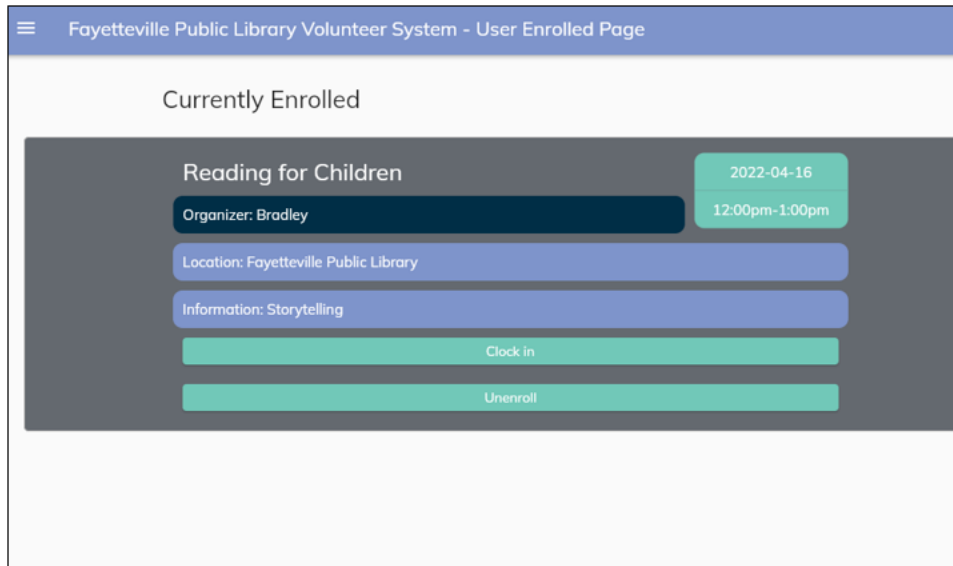 Fayetteville Public Library Volunteer System - User Enrolled Page
Currently Enrolled
Reading for Children
2022-04-16
Organizer: Bradley
12:00pm-1:00pm
Location: Fayetteville Public Library
Information: Storytelling
Clock in
Unenroll